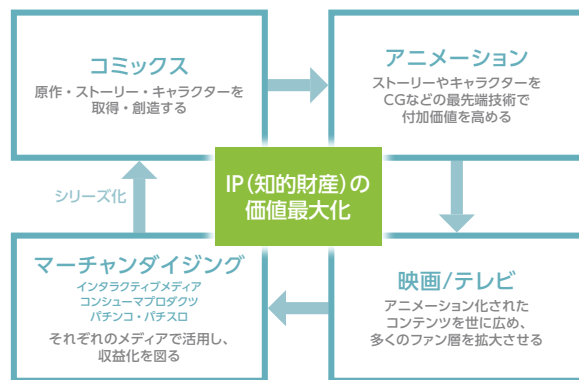 コミックス
原作・ストーリー・キャラクターを
取得・創造する
アニメーション
ストーリーやキャラクターを
CGなどの最先端技術で
付加価値を高める
IP(知的財産)の
価値最大化
シリーズ化
マーチャンダイジング
インタラクティブメディア
コンシューマプロダクツ
パチンコ・パチスロ
それぞれのメディアで活用し、
収益化を図る
映画/テレビ
アニメーション化された
コンテンツを世に広め、
多くのファン層を拡大させる